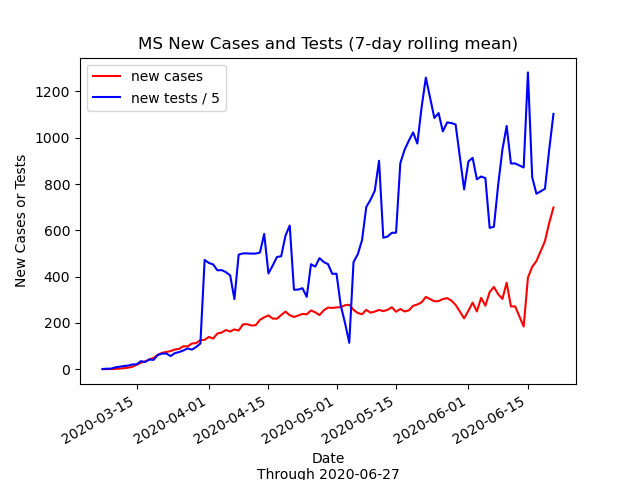 MS New Cases and Tests (7-day rolling mean)
new cases
new tests / 5
New Cases or Tests
1200
1000
800
600
400
200
0
2020-03-15
2020-04-01
2020-04-15
2020-05-01
2020-05-15
2020-06-01
2020-06-15
Date
Through 2020-06-27